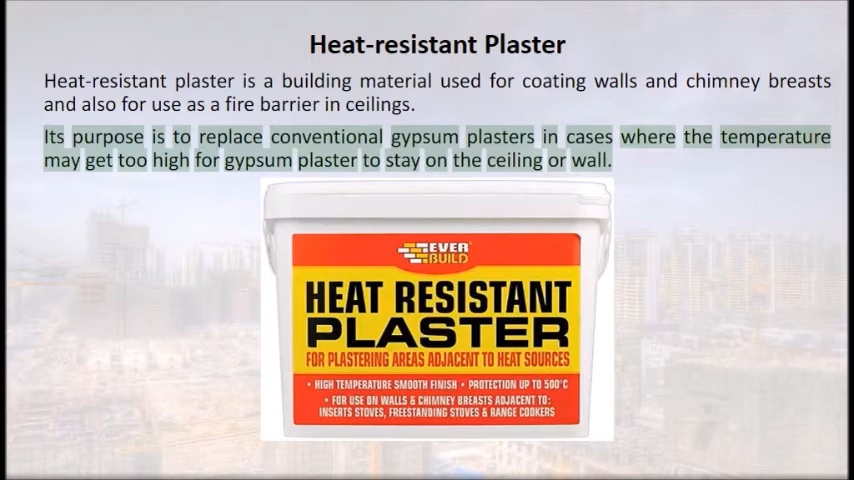 Heat-resistant Plaster
Heat-resistant plaster is a building material used for coating walls and chimney breasts
and also for use as a fire barrier in ceilings.
Its purpose is to replace conventional gypsum plasters in cases where the temperature
may get too high for gypsum plaster to stay on the ceiling or wall.
EVER
BUILD
HEAT RESISTANT
PLASTER
FOR PLASTERING AREAS ADJACENT TO HEAT SOURCES
• HIGH TEMPERATURE SMOOTH FINISH • PROTECTION UP TO 500°C
• FOR USE ON WALLS & CHIMNEY BREASTS ADJACENT TO:
INSERTS STOVES, FREESTANDING STOVES & RANGE COOKERS